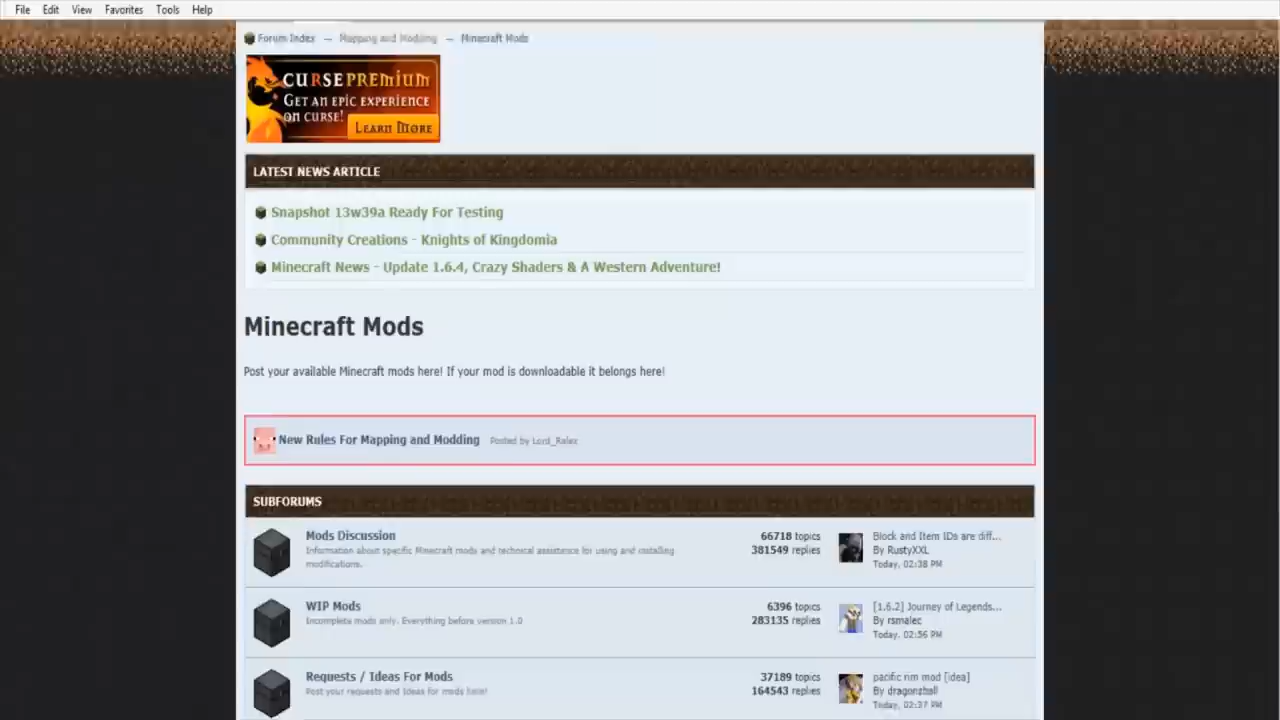 File Edit View Favorites Tools Help
Forum Index → Mapping and Modding → Minecraft Mods
CURSE PREMIUM
GET AN EPIC EXPERIENCE
ON CURSE!
LEARN MORE
LATEST NEWS ARTICLE
Snapshot 13w39a Ready For Testing
Community Creations - Knights of Kingdomia
Minecraft News - Update 1.6.4, Crazy Shaders & A Western Adventure!
Minecraft Mods
Post your available Minecraft mods here! If your mod is downloadable it belongs here!
New Rules For Mapping and Modding Posted by Lord_Ralex
SUBFORUMS
Mods Discussion
Information about specific Minecraft mods and technical assistance for using and installing
modifications.
66718 topics
381549 replies
Block and Item IDs are diff...
By RustyXXL
Today, 02:38 PM
WIP Mods
Incomplete mods only. Everything before version 1.0
6396 topics
283135 replies
[1.6.2] Journey of Legends...
By rsmalec
Today, 02:56 PM
Requests / Ideas For Mods
Post your requests and ideas for mods here!
37189 topics
164543 replies
pacific rim mod [idea]
By dragonzball
Today, 02:37 PM